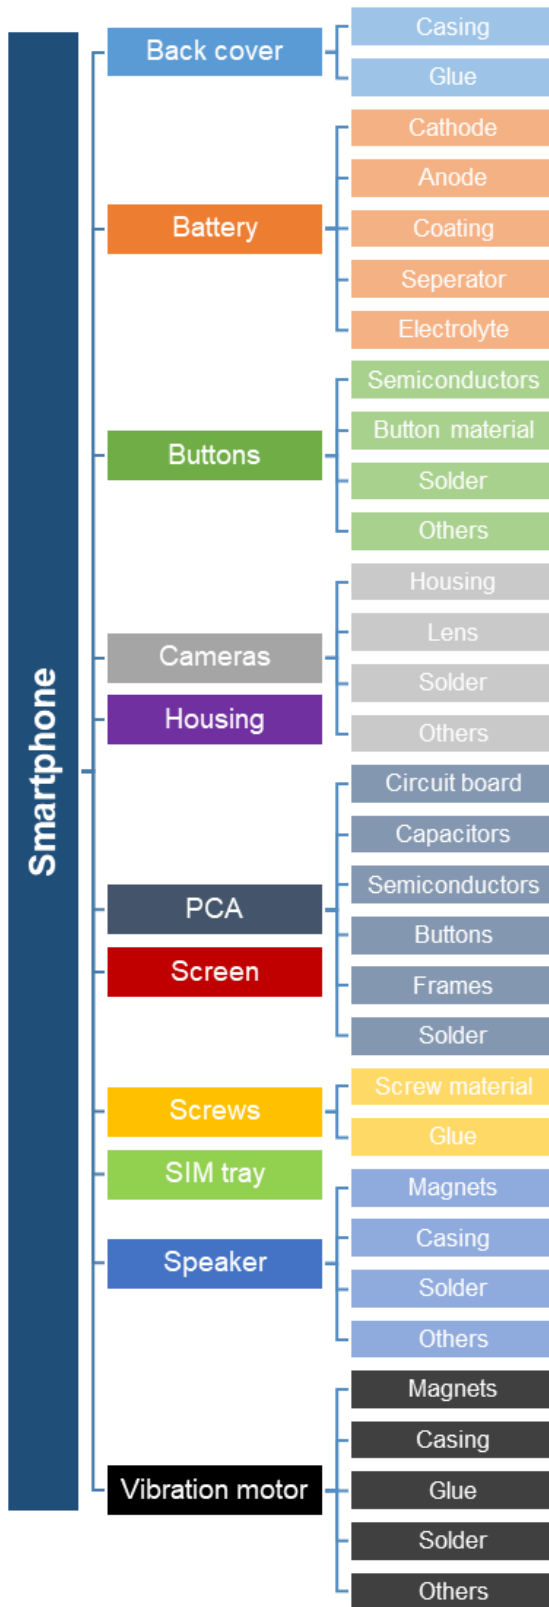 Smartphone
Back cover
Casing
Glue
Battery
Cathode
Anode
Coating
Seperator
Electrolyte
Buttons
Semiconductors
Button material
Solder
Others
Cameras
Housing
Lens
Solder
Others
Housing
PCA
Circuit board
Capacitors
Semiconductors
Buttons
Frames
Solder
Screen
Screws
Screw material
Glue
SIM tray
Speaker
Magnets
Casing
Solder
Others
Vibration motor
Magnets
Casing
Glue
Solder
Others